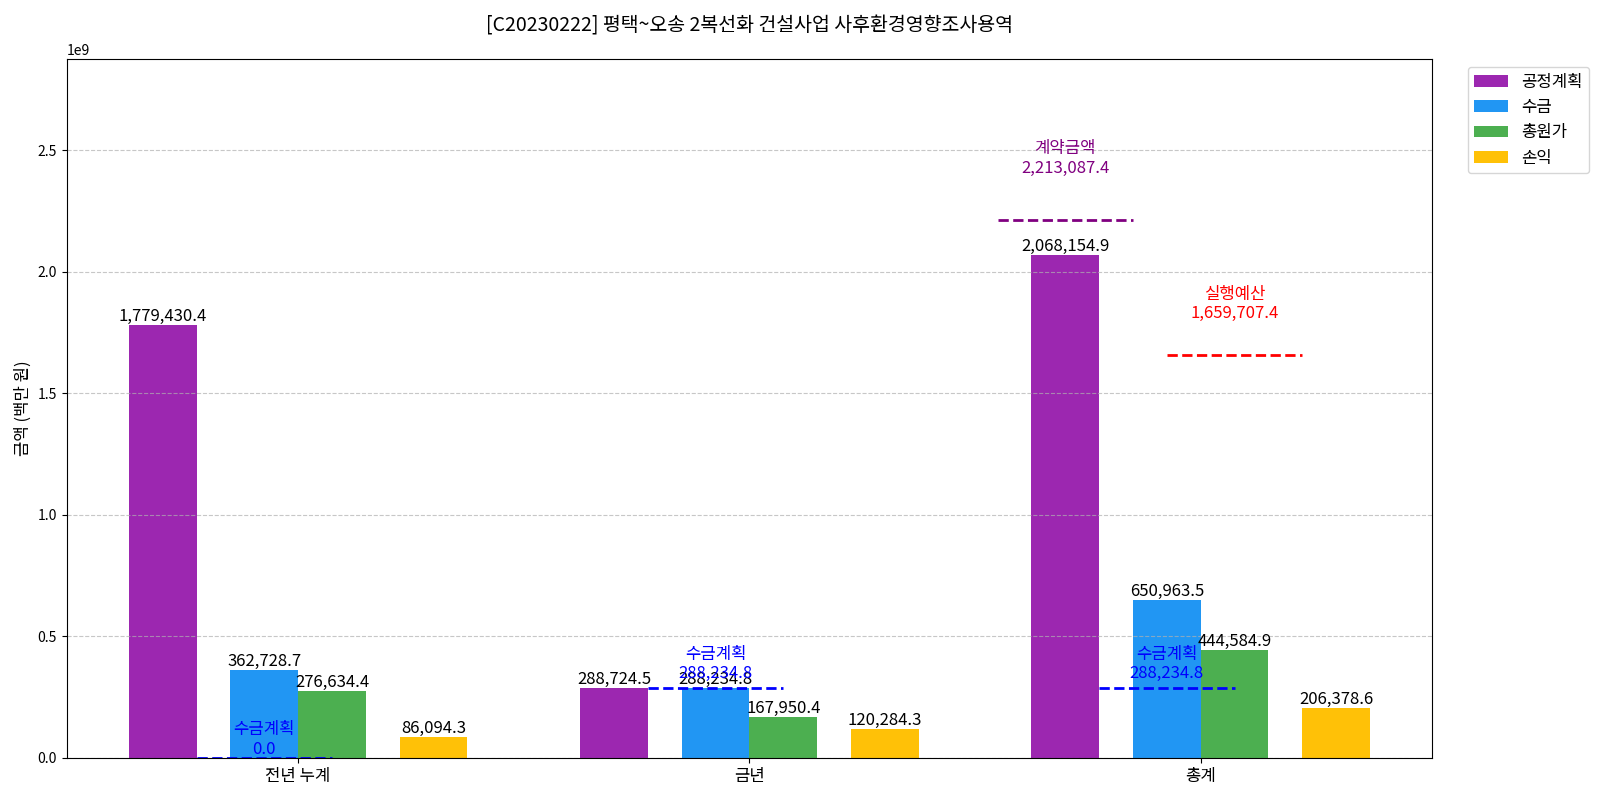 [C20230222] 평택~오송 2복선화 건설사업 사후환경영향조사용역
1e9
공정계획
수금
총원가
손익
금액 (백만 원)
2.5
2.0
1.5
1.0
0.5
0.0
계약금액
2,213,087.4
2,068,154.9
실행예산
1,659,707.4
1,779,430.4
362,728.7
276,634.4
수금계획
0.0
86,094.3
288,724.5
수금계획
288,234.8
288,234.8
167,950.4
120,284.3
650,963.5
444,584.9
수금계획
288,234.8
206,378.6
전년 누계
금년
총계